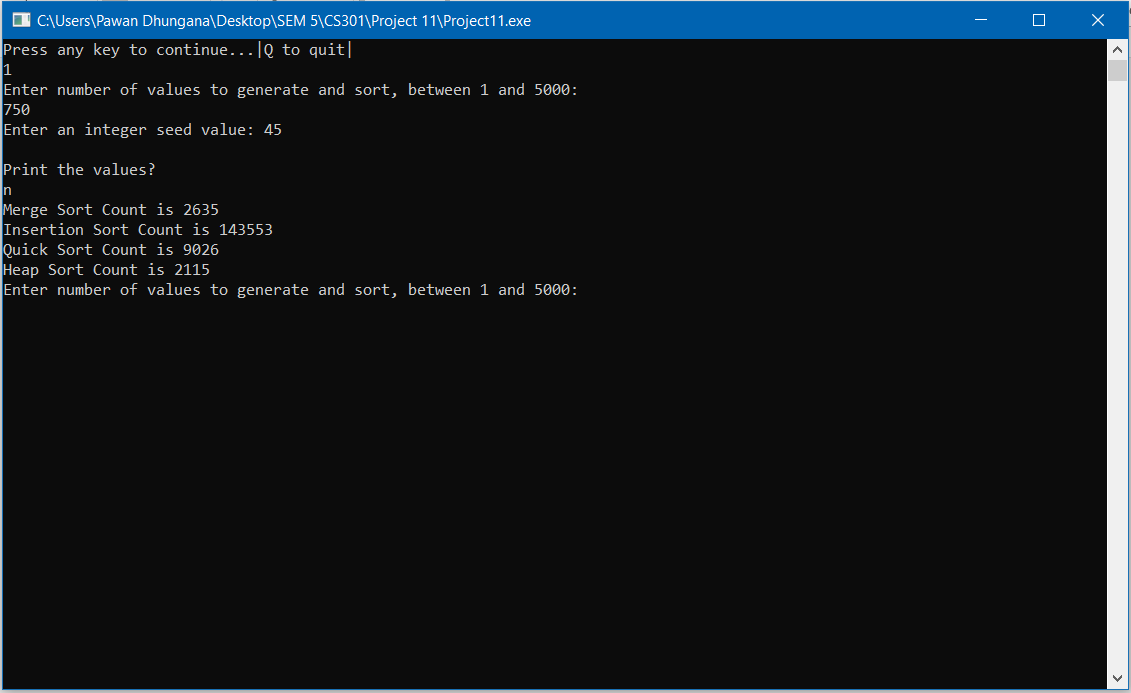 C:\Users\Pawan Dhungana\Desktop\SEM 5\CS301\Project 11\Project11.exe
Press any key to continue...|Q to quit|
1
Enter number of values to generate and sort, between 1 and 5000:
750
Enter an integer seed value: 45
Print the values?
n
Merge Sort Count is 2635
Insertion Sort Count is 143553
Quick Sort Count is 9026
Heap Sort Count is 2115
Enter number of values to generate and sort, between 1 and 5000: